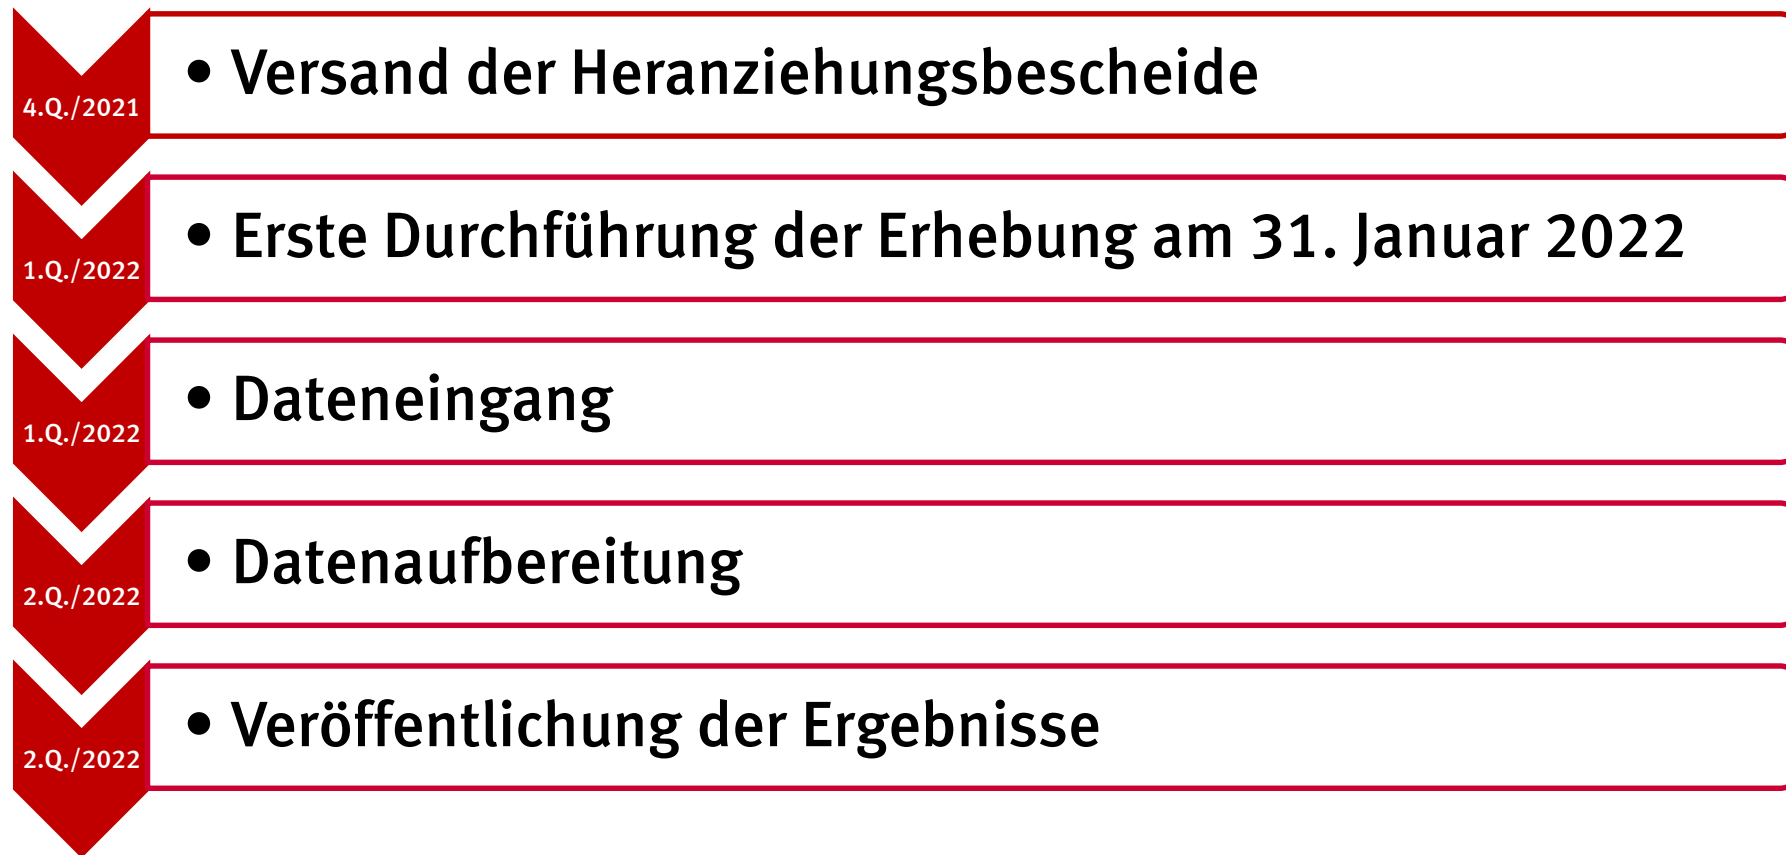 4.Q./2021
• Versand der Heranziehungsbescheide
1.Q./2022
• Erste Durchführung der Erhebung am 31. Januar 2022
1.Q./2022
• Dateneingang
2.Q./2022
• Datenaufbereitung
2.Q./2022
• Veröffentlichung der Ergebnisse